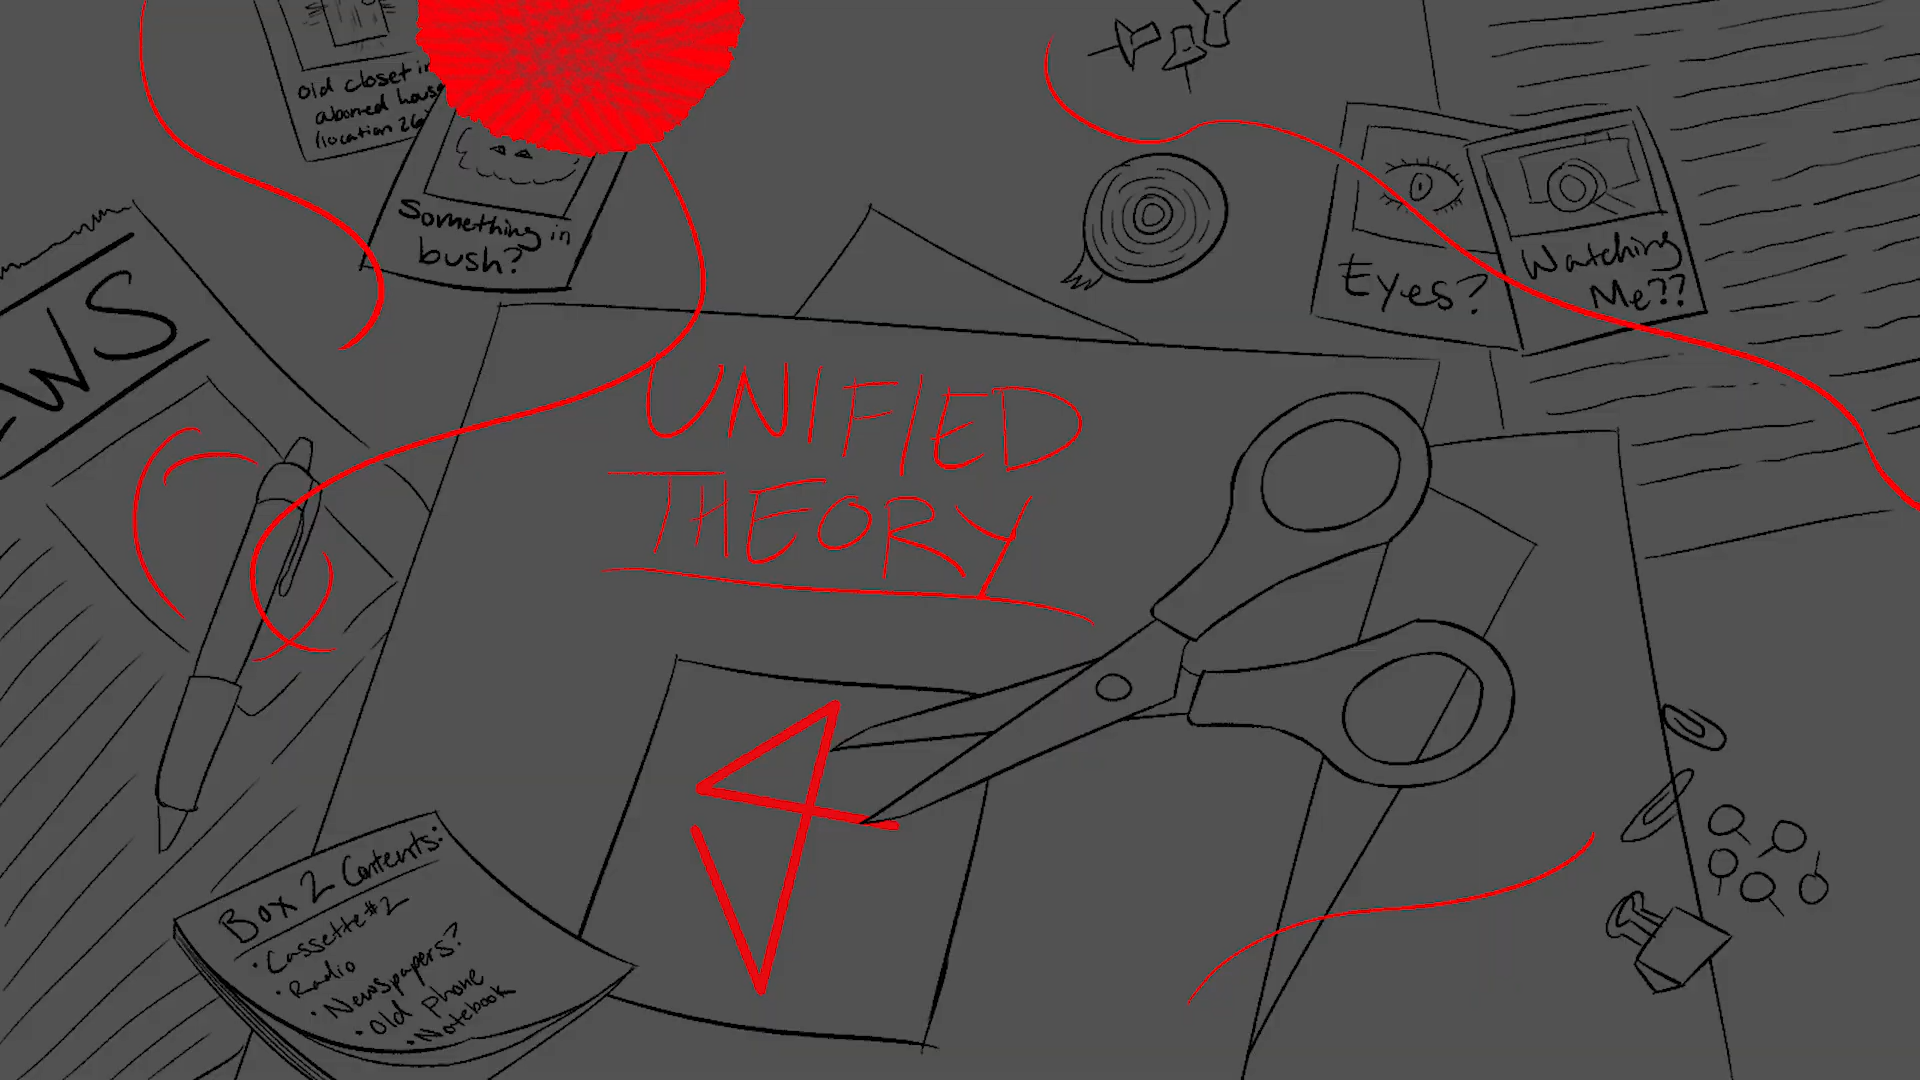 Old closet in
abanned house
(location 26)
Something in
bush?
Eyes?
Watching
Me??
EWS
UNIFIED
THEORY
Box 2 Contents:
• Cassette #2
• Radio
• Newspapers?
• Old phone
• Notebook